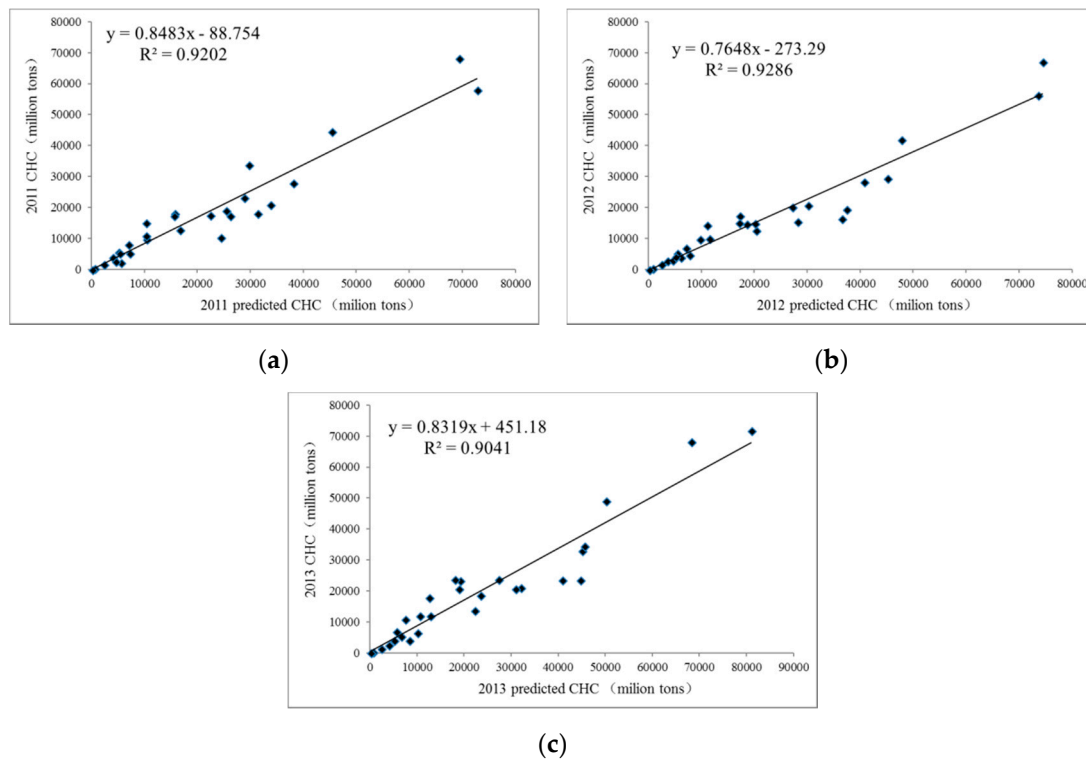 y = 0.8483x - 88.754
R² = 0.9202
80000
70000
60000
50000
40000
30000
20000
10000
0
2011 CHC（million tons）
0 10000 20000 30000 40000 50000 60000 70000 80000
2011 predicted CHC （milion tons）
(a)
y = 0.7648x - 273.29
R² = 0.9286
80000
70000
60000
50000
40000
30000
20000
10000
0
2012 CHC（million tons）
0 10000 20000 30000 40000 50000 60000 70000 80000
2012 predicted CHC （milion tons）
(b)
y = 0.8319x + 451.18
R² = 0.9041
80000
70000
60000
50000
40000
30000
20000
10000
0
2013 CHC（million tons）
0 10000 20000 30000 40000 50000 60000 70000 80000 90000
2013 predicted CHC （milion tons）
(c)